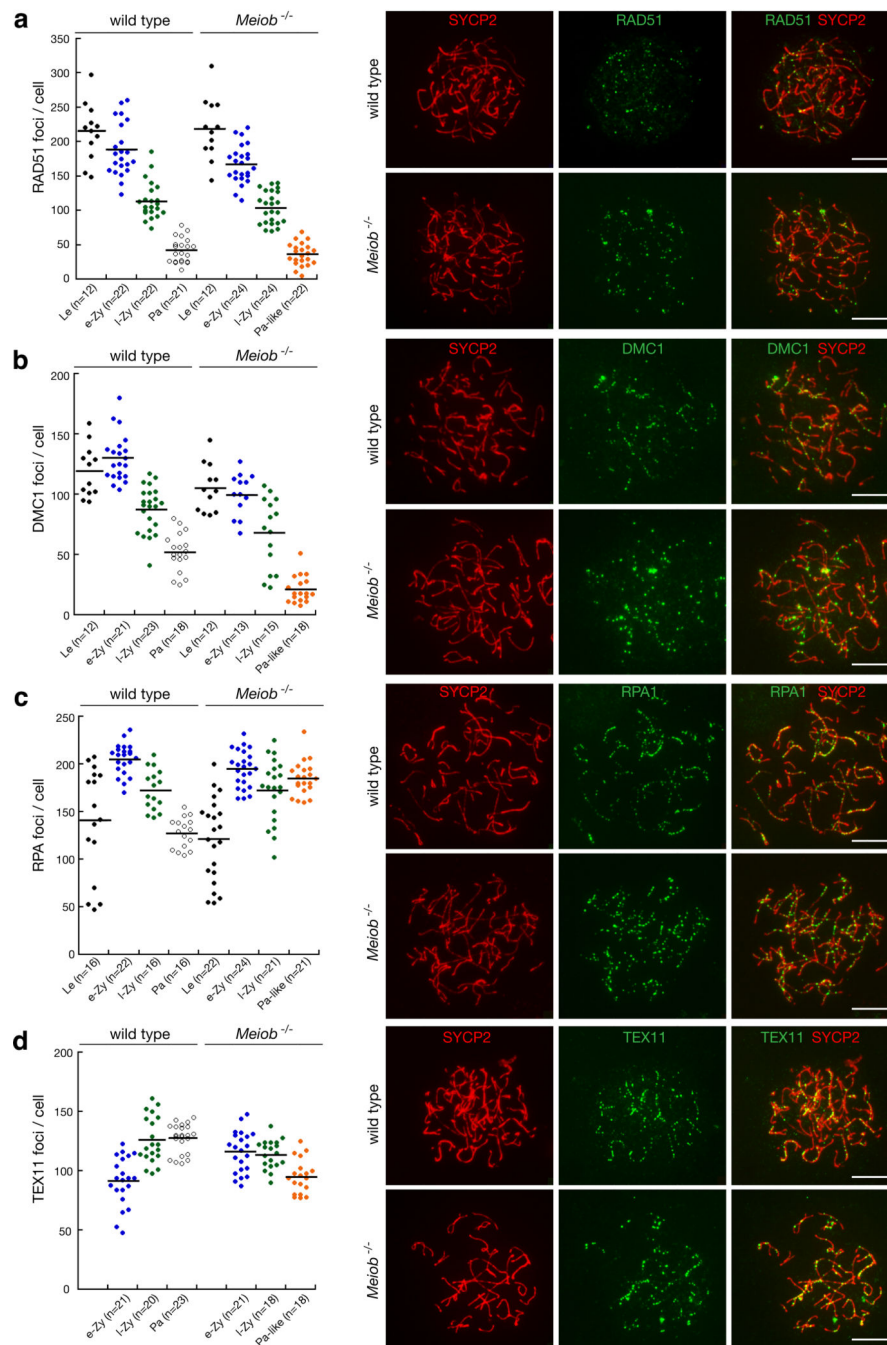 a
wild type
Meiob -/-
RAD51 foci / cell
350
300
250
200
150
100
50
0
Le (n=12)
e-Zy (n=22)
l-Zy (n=22)
Pa (n=21)
Le (n=12)
e-Zy (n=24)
l-Zy (n=24)
Pa-like (n=22)
SYCP2
RAD51
RAD51 SYCP2
wild type
Meiob -/-
b
wild type
Meiob -/-
DMC1 foci / cell
200
150
100
50
0
Le (n=12)
e-Zy (n=21)
l-Zy (n=23)
Pa (n=18)
Le (n=12)
e-Zy (n=13)
l-Zy (n=15)
Pa-like (n=18)
SYCP2
DMC1
DMC1 SYCP2
wild type
Meiob -/-
c
wild type
Meiob -/-
RPA foci / cell
250
200
150
100
50
0
Le (n=16)
e-Zy (n=22)
l-Zy (n=16)
Pa (n=16)
Le (n=22)
e-Zy (n=24)
l-Zy (n=21)
Pa-like (n=21)
SYCP2
RPA1
RPA1 SYCP2
wild type
Meiob -/-
d
wild type
Meiob -/-
TEX11 foci / cell
200
150
100
50
0
e-Zy (n=21)
l-Zy (n=20)
Pa (n=23)
e-Zy (n=21)
l-Zy (n=18)
Pa-like (n=18)
SYCP2
TEX11
TEX11 SYCP2
wild type
Meiob -/-